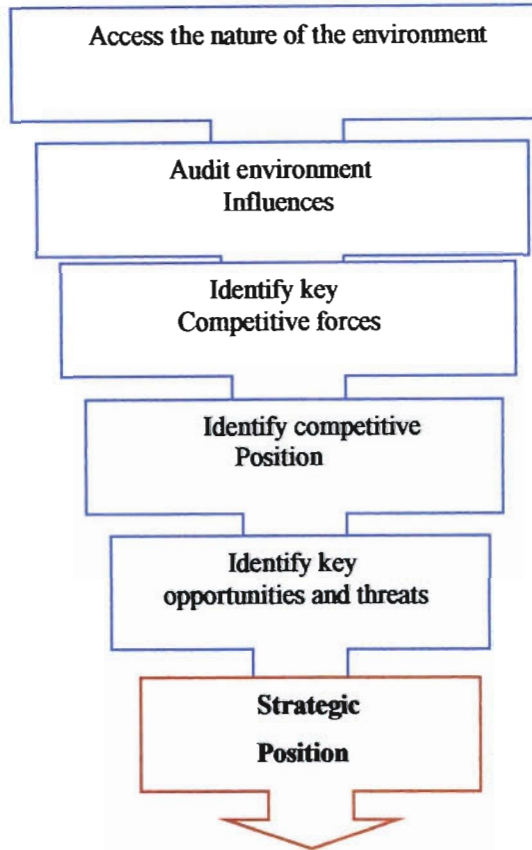 Access the nature of the environment
Audit environment
Influences
Identify key
Competitive forces
Identify competitive
Position
Identify key
opportunities and threats
Strategic
Position